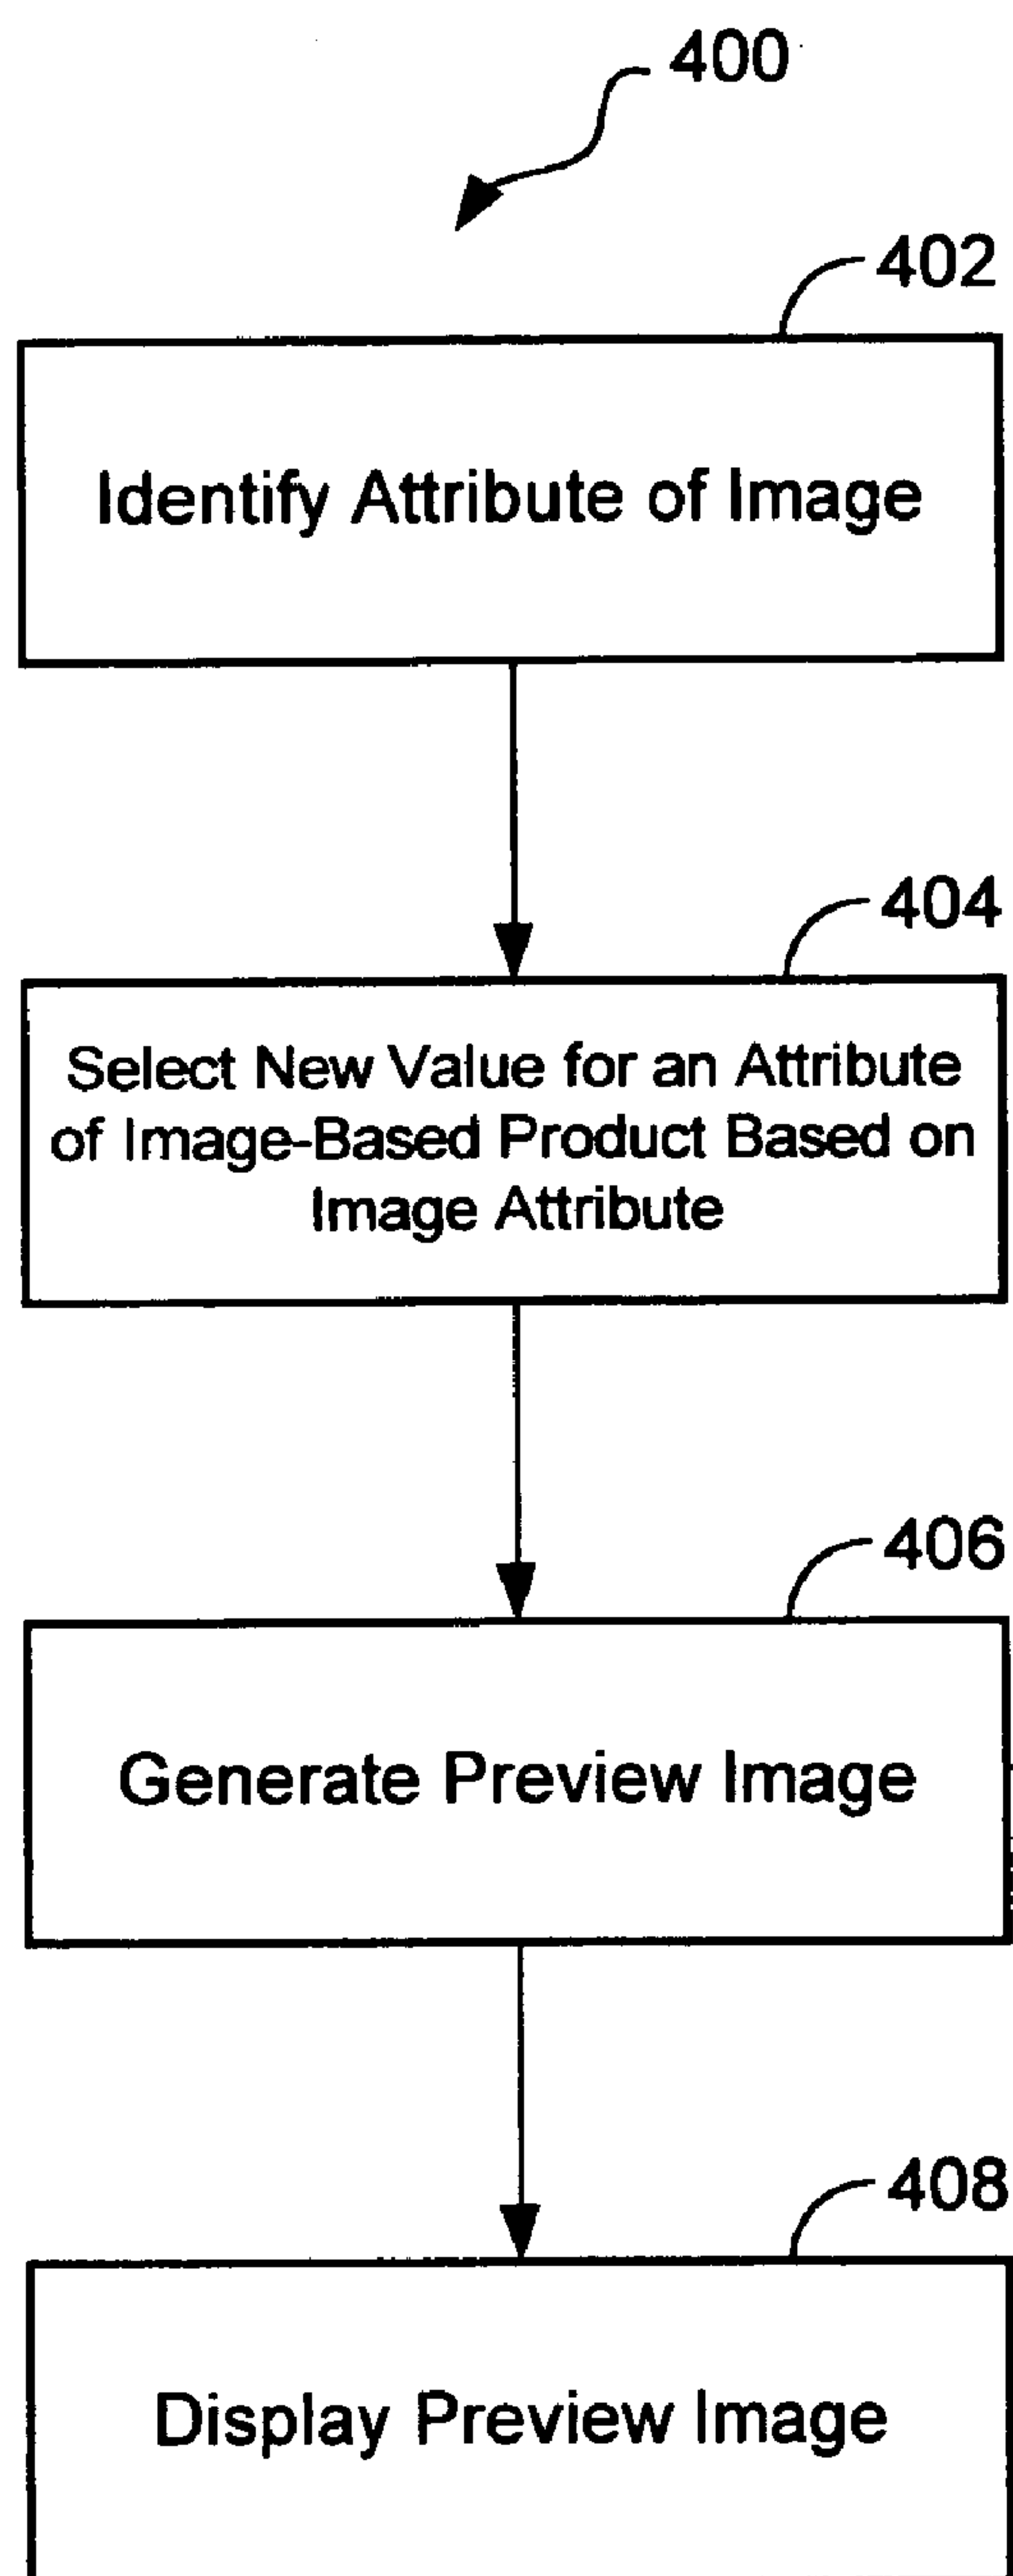 400
402
Identify Attribute of Image
404
Select New Value for an Attribute
of Image-Based Product Based on
Image Attribute
406
Generate Preview Image
408
Display Preview Image